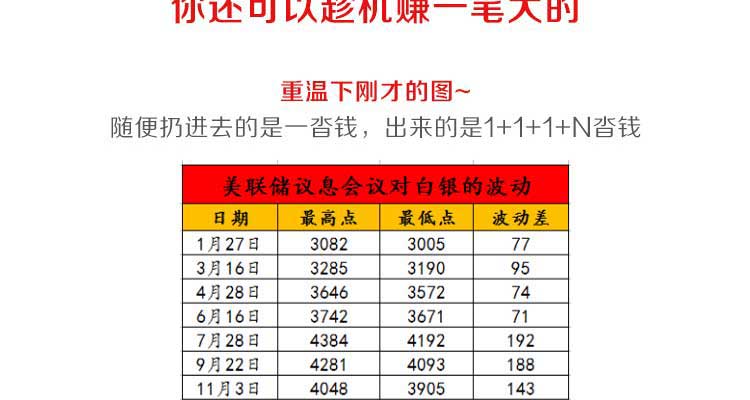 你还可以趁机赚一笔大的
重温下刚才的图~
随便扔进去的是一沓钱，出来的是1+1+1+N沓钱
美联储议息会议对白银的波动
日期 最高点 最低点 波动差
1月27日 3082 3005 77
3月16日 3285 3190 95
4月28日 3646 3572 74
6月16日 3742 3671 71
7月28日 4384 4192 192
9月22日 4281 4093 188
11月3日 4048 3905 143